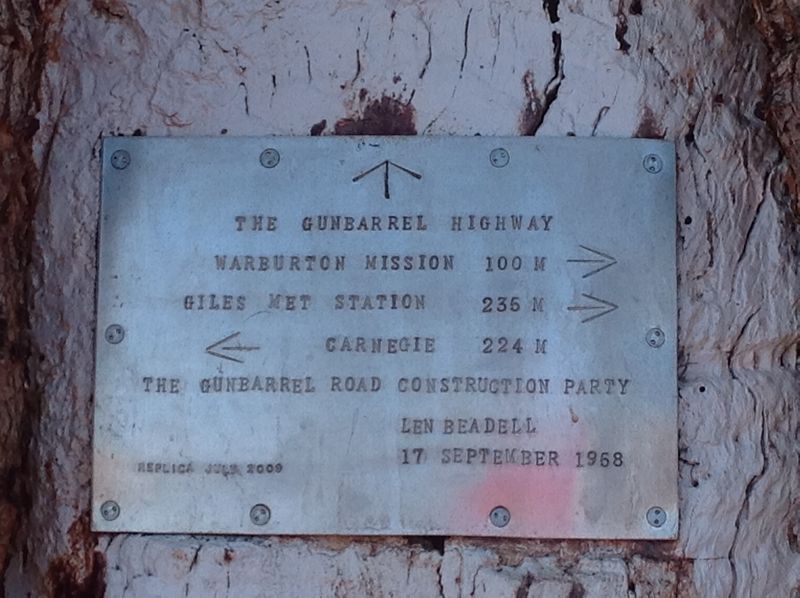 THE GUNBARREL HIGHWAY
WARBURTON MISSION 100 M
GILES MET STATION 235 M
CARNEGIE 224 M
THE GUNBARREL ROAD CONSTRUCTION PARTY
LEN BEADELL
17 SEPTEMBER 1958
REPLICA JULY 2009